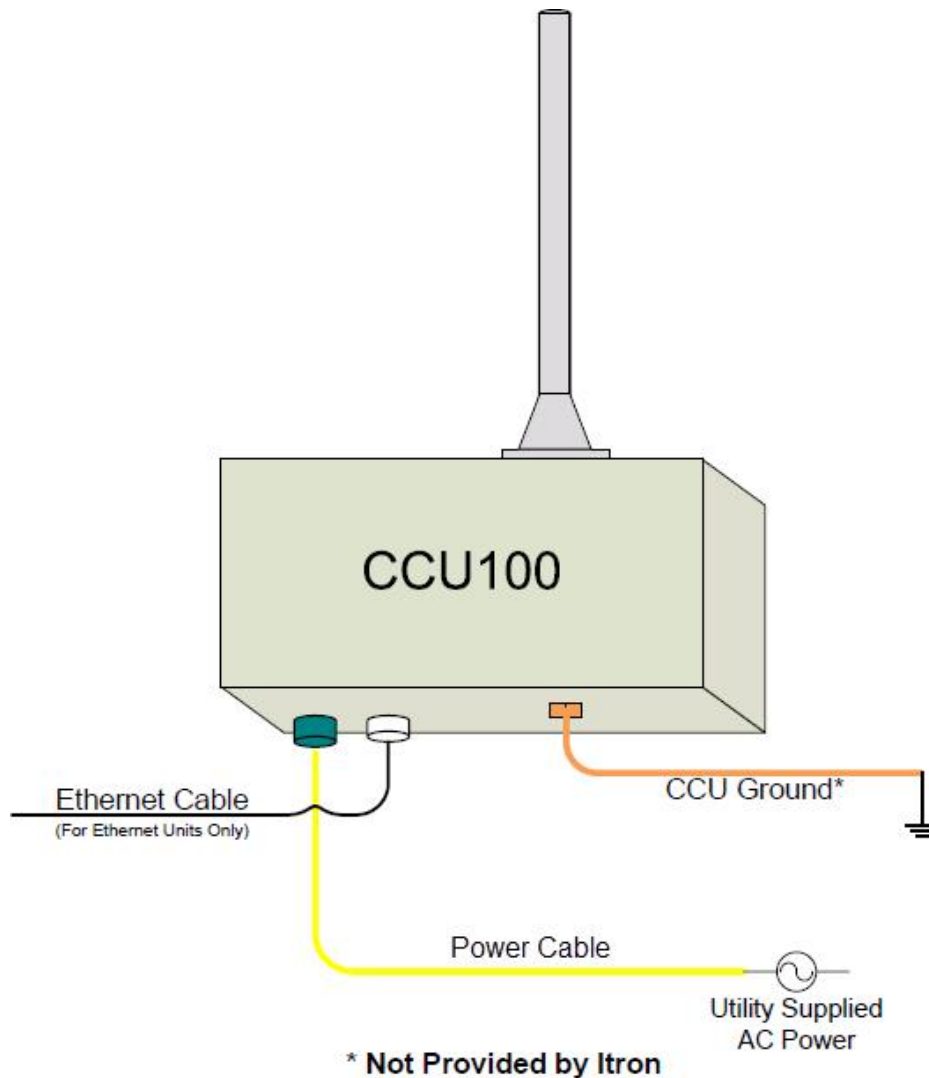 CCU100
Ethernet Cable
(For Ethernet Units Only)
CCU Ground*
Power Cable
Utility Supplied
AC Power
* Not Provided by Itron